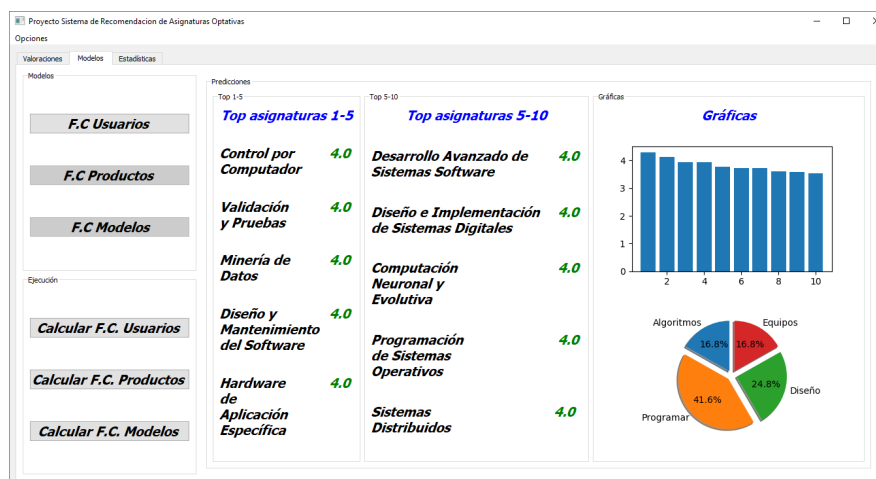 Proyecto Sistema de Recomendacion de Asignaturas Optativas
Opciones
Valoraciones Modelos Estadísticas
Modelos
F.C Usuarios
F.C Productos
F.C Modelos
Ejecución
Calcular F.C. Usuarios
Calcular F.C. Productos
Calcular F.C. Modelos
Predicciones
Top 1-5
Top asignaturas 1-5
Control por 4.0
Computador
Validación 4.0
y Pruebas
Minería de 4.0
Datos
Diseño y 4.0
Mantenimiento
del Software
Hardware 4.0
de
Aplicación
Específica
Top 5-10
Top asignaturas 5-10
Desarrollo Avanzado de 4.0
Sistemas Software
Diseño e Implementación 4.0
de Sistemas Digitales
Computación 4.0
Neuronal y
Evolutiva
Programación 4.0
de Sistemas
Operativos
Sistemas 4.0
Distribuidos
Gráficas
Gráficas
4
3
2
1
0
2 4 6 8 10
Algoritmos Equipos
16.8% 16.8%
24.8% Diseño
41.6%
Programar